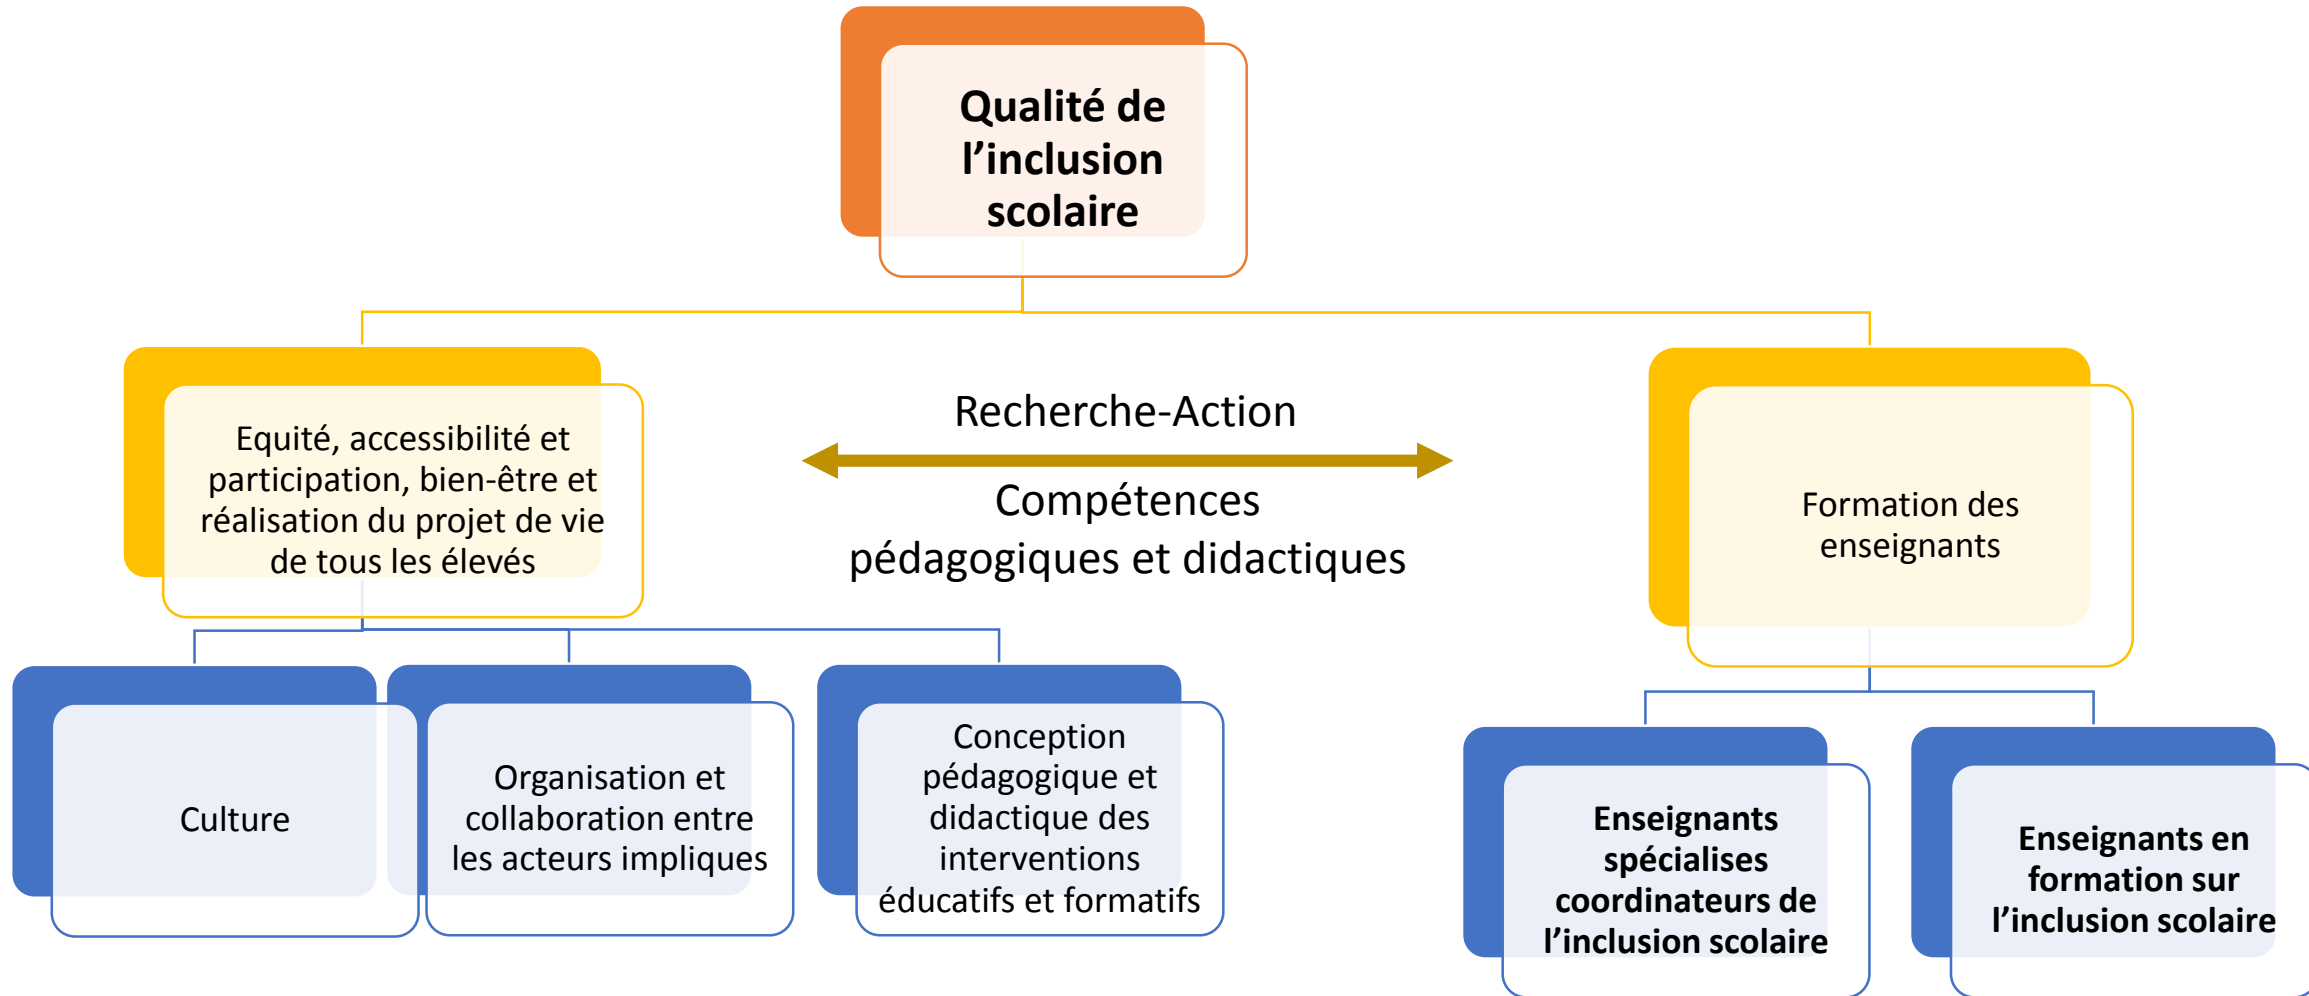 Qualité de
l’inclusion
scolaire
Equité, accessibilité et
participation, bien-être et
réalisation du projet de vie
de tous les élevés
Recherche-Action
Compétences
pédagogiques et didactiques
Formation des
enseignants
Culture
Organisation et
collaboration entre
les acteurs impliques
Conception
pédagogique et
didactique des
interventions
éducatifs et formatifs
Enseignants
spécialises
coordinateurs de
l’inclusion scolaire
Enseignants en
formation sur
l’inclusion scolaire